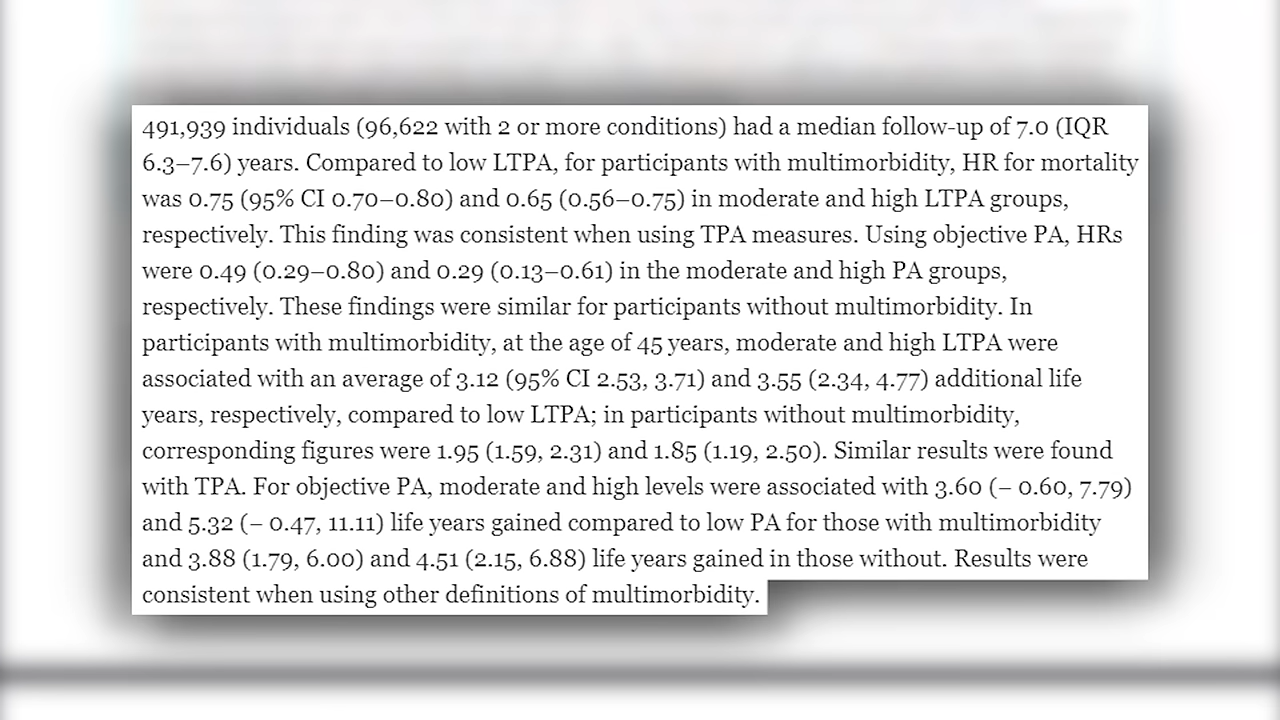 491,939 individuals (96,622 with 2 or more conditions) had a median follow-up of 7.0 (IQR
6.3–7.6) years. Compared to low LTPA, for participants with multimorbidity, HR for mortality
was 0.75 (95% CI 0.70–0.80) and 0.65 (0.56–0.75) in moderate and high LTPA groups,
respectively. This finding was consistent when using TPA measures. Using objective PA, HRs
were 0.49 (0.29–0.80) and 0.29 (0.13–0.61) in the moderate and high PA groups,
respectively. These findings were similar for participants without multimorbidity. In
participants with multimorbidity, at the age of 45 years, moderate and high LTPA were
associated with an average of 3.12 (95% CI 2.53, 3.71) and 3.55 (2.34, 4.77) additional life
years, respectively, compared to low LTPA; in participants without multimorbidity,
corresponding figures were 1.95 (1.59, 2.31) and 1.85 (1.19, 2.50). Similar results were found
with TPA. For objective PA, moderate and high levels were associated with 3.60 (− 0.60, 7.79)
and 5.32 (− 0.47, 11.11) life years gained compared to low PA for those with multimorbidity
and 3.88 (1.79, 6.00) and 4.51 (2.15, 6.88) life years gained in those without. Results were
consistent when using other definitions of multimorbidity.